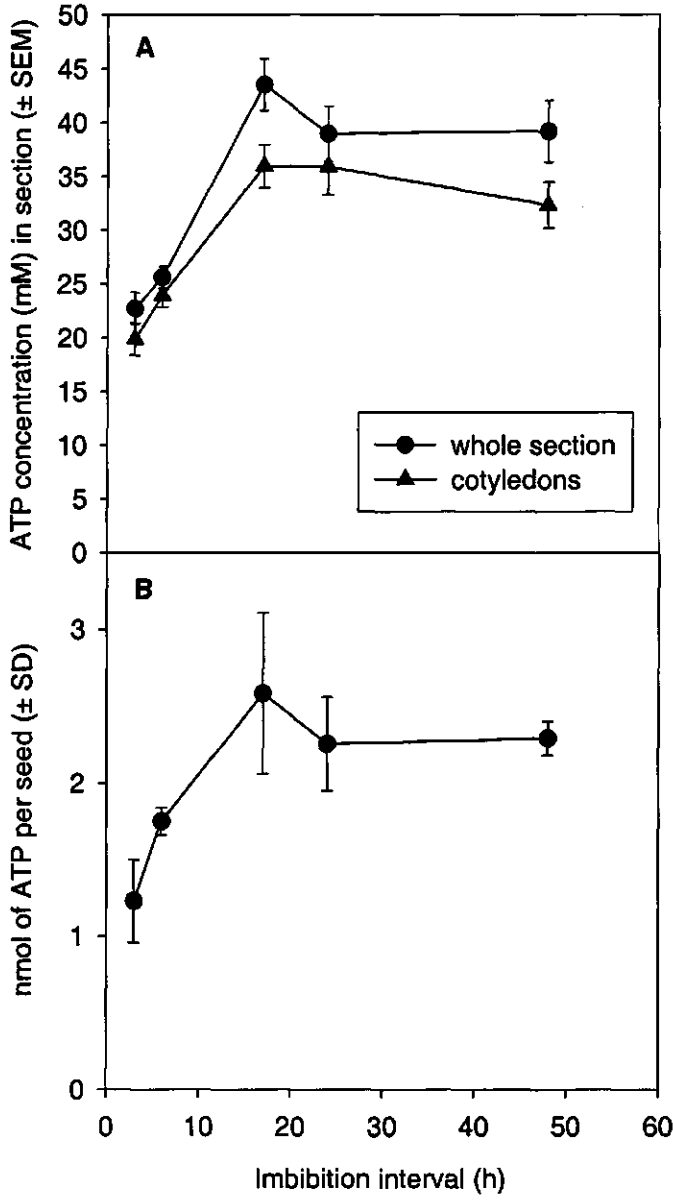 ATP concentration (mM) in section (± SEM)
50
45
40
35
30
25
20
15
10
5
0
A
whole section
cotyledons
nmol of ATP per seed (± SD)
3
2
1
0
B
0 10 20 30 40 50 60
Imbibition interval (h)